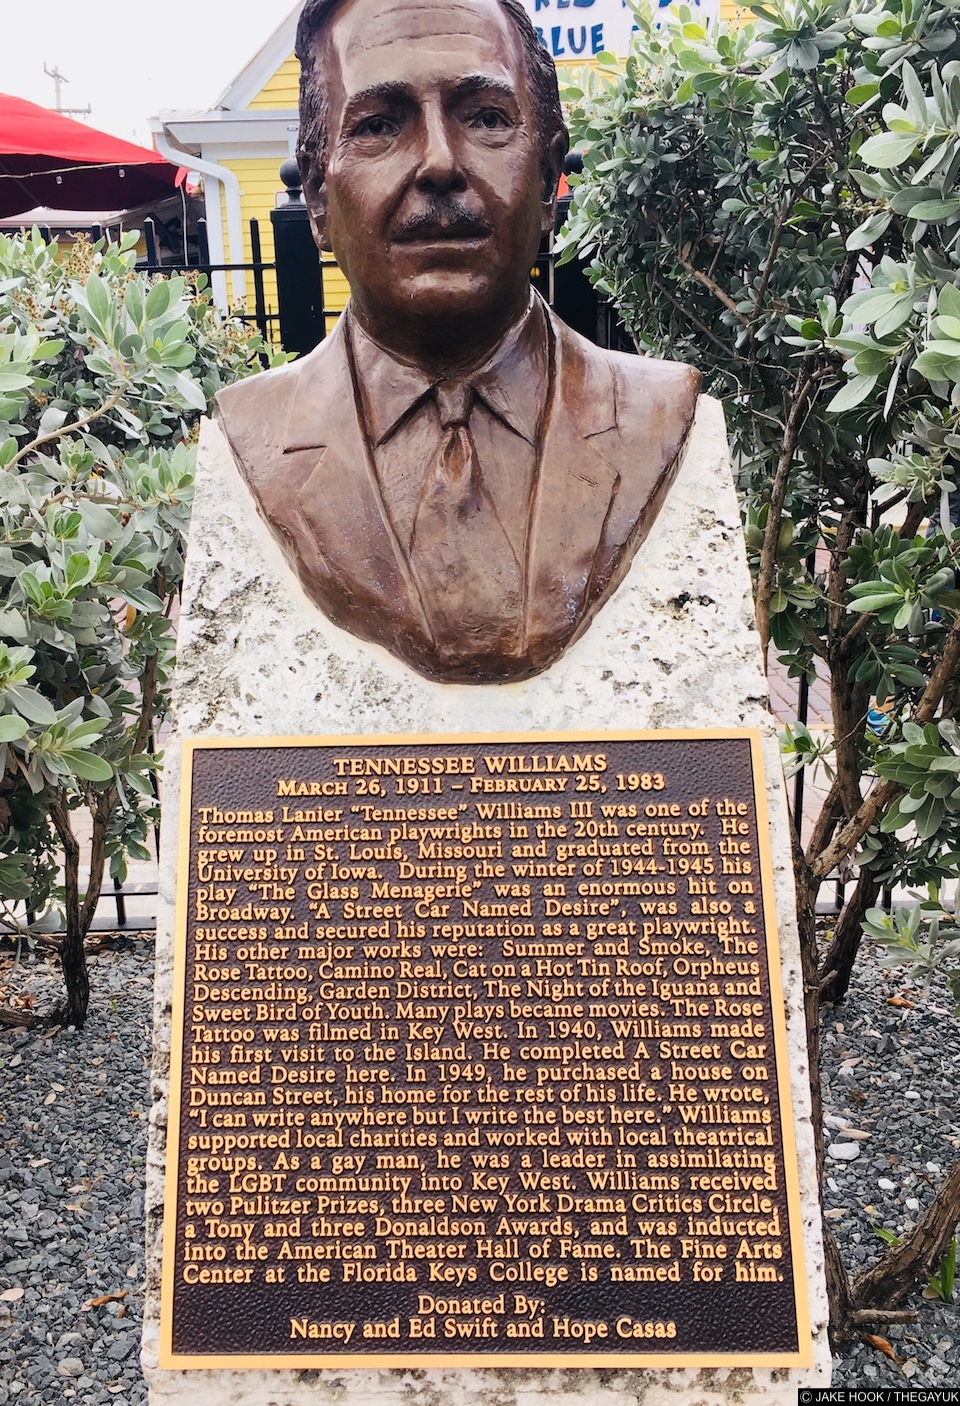 BLUE
TENNESSEE WILLIAMS
MARCH 26, 1911 – FEBRUARY 25, 1983
Thomas Lanier “Tennessee” Williams III was one of the
foremost American playwrights in the 20th century. He
grew up in St. Louis, Missouri and graduated from the
University of Iowa. During the winter of 1944-1945 his
play “The Glass Menagerie” was an enormous hit on
Broadway. “A Street Car Named Desire”, was also a
success and secured his reputation as a great playwright.
His other major works were: Summer and Smoke, The
Rose Tattoo, Camino Real, Cat on a Hot Tin Roof, Orpheus
Descending, Garden District, The Night of the Iguana and
Sweet Bird of Youth. Many plays became movies. The Rose
Tattoo was filmed in Key West. In 1940, Williams made
his first visit to the Island. He completed A Street Car
Named Desire here. In 1949, he purchased a house on
Duncan Street, his home for the rest of his life. He wrote,
“I can write anywhere but I write the best here.” Williams
supported local charities and worked with local theatrical
groups. As a gay man, he was a leader in assimilating
the LGBT community into Key West. Williams received
two Pulitzer Prizes, three New York Drama Critics Circle,
a Tony and three Donaldson Awards, and was inducted
into the American Theater Hall of Fame. The Fine Arts
Center at the Florida Keys College is named for him.
Donated By:
Nancy and Ed Swift and Hope Casas
© JAKE HOOK / THEGAYUK